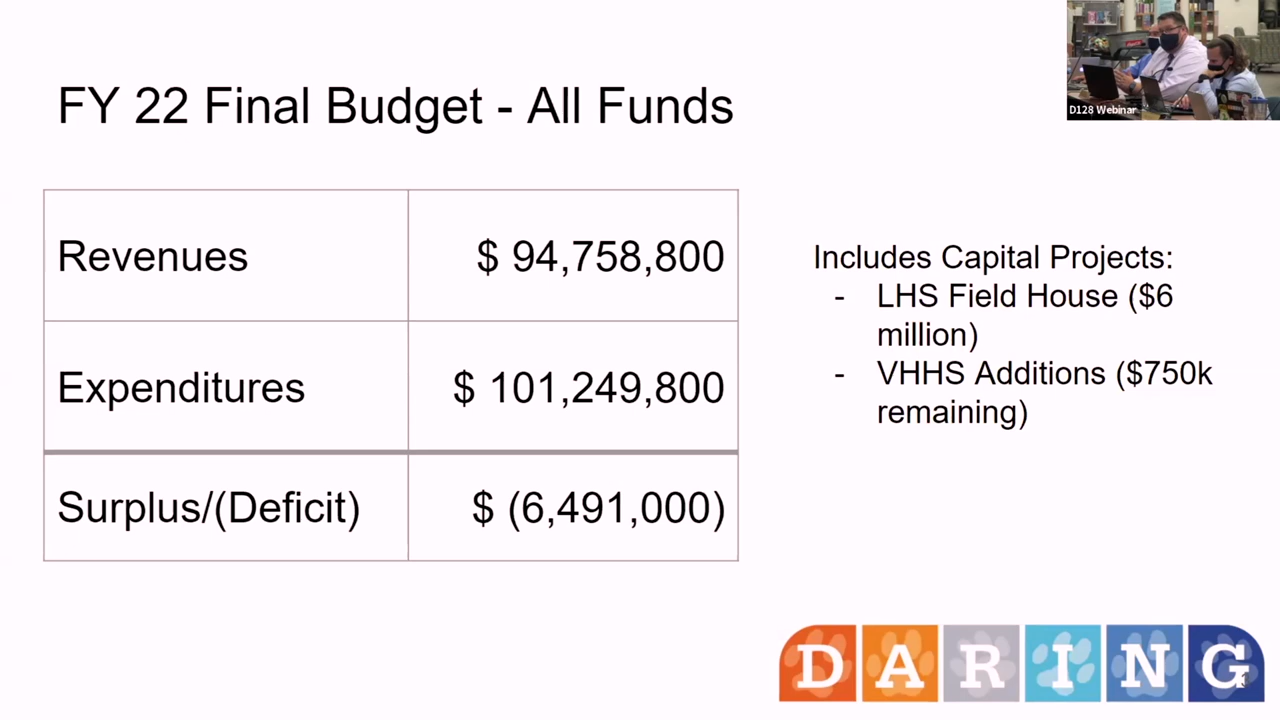 D128 Webinar
FY 22 Final Budget - All Funds
Revenues $ 94,758,800
Expenditures $ 101,249,800
Surplus/(Deficit) $ (6,491,000)
Includes Capital Projects:
- LHS Field House ($6
million)
- VHHS Additions ($750k
remaining)
DARING